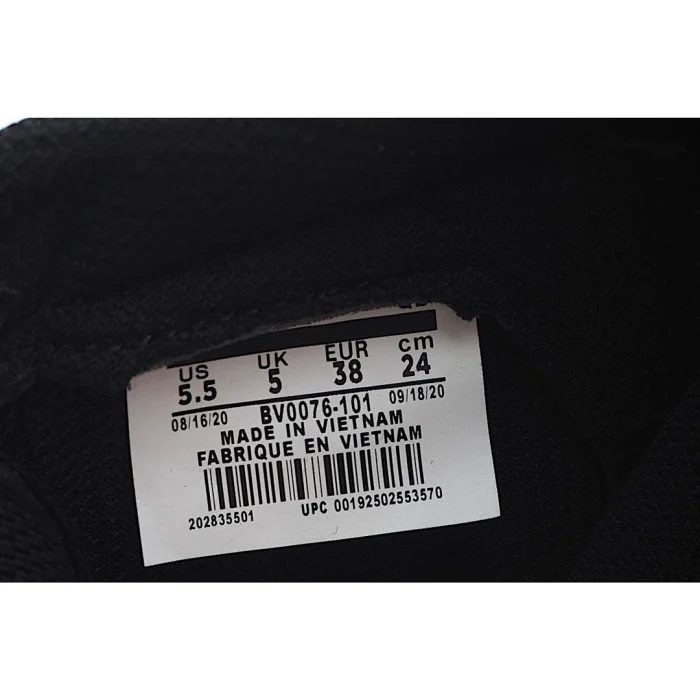 US UK EUR cm
5.5 5 38 24
08/16/20 BV0076-101 09/18/20
MADE IN VIETNAM
FABRIQUE EN VIETNAM
202835501 UPC 00192502553570